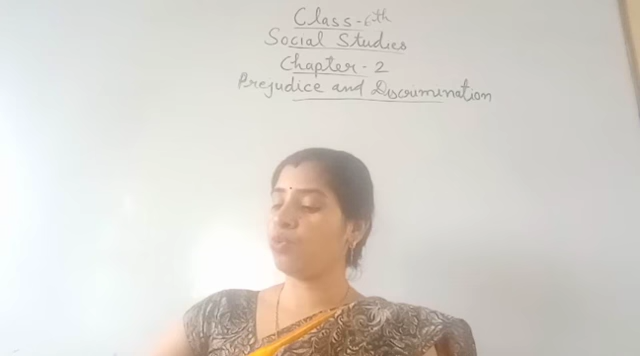 Class-6th
Social Studies
Chapter-2
Prejudice and Discrimination